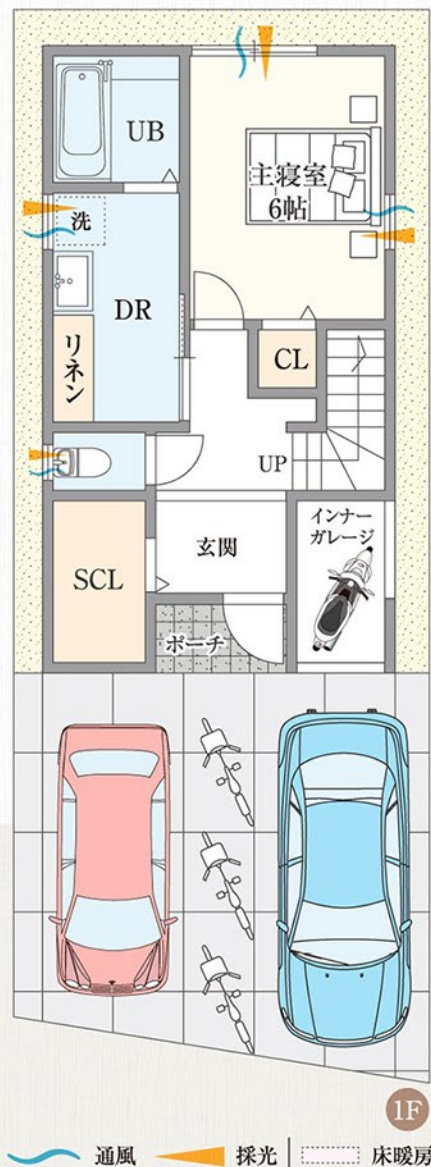 UB
主寝室
6帖
洗
DR
リネン
CL
UP
インナー
ガレージ
玄関
SCL
ポーチ
1F
通風
採光
床暖房